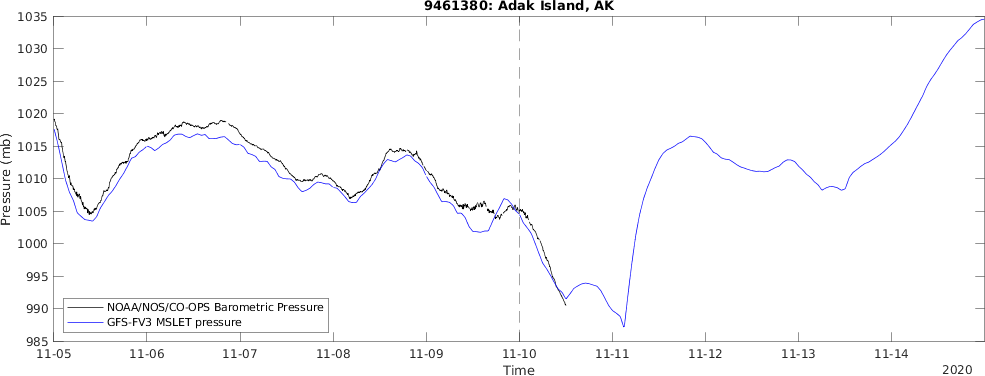 9461380: Adak Island, AK
Pressure (mb)
1035
1030
1025
1020
1015
1010
1005
1000
995
990
985
NOAA/NOS/CO-OPS Barometric Pressure
GFS-FV3 MSLET pressure
11-05 11-06 11-07 11-08 11-09 11-10 11-11 11-12 11-13 11-14
Time
2020